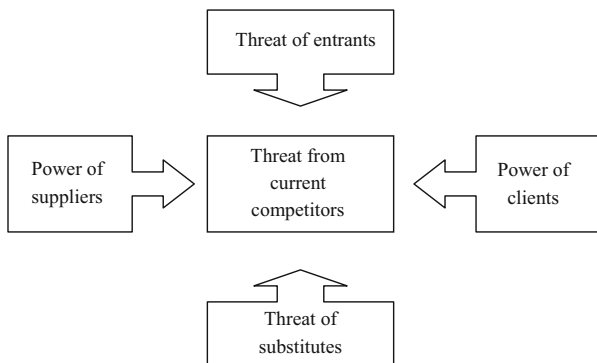 Threat of entrants
Power of
suppliers
Threat from
current
competitors
Power of
clients
Threat of
substitutes